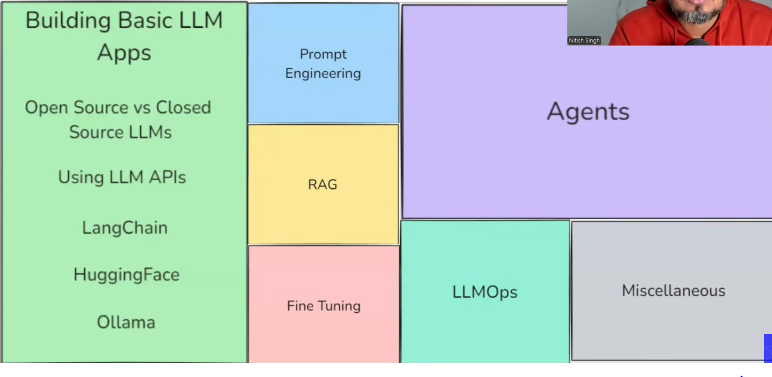 Building Basic LLM
Apps
Open Source vs Closed
Source LLMs
Using LLM APIs
LangChain
HuggingFace
Ollama
Prompt
Engineering
RAG
Fine Tuning
Agents
Nitish Singh
LLMOps
Miscellaneous